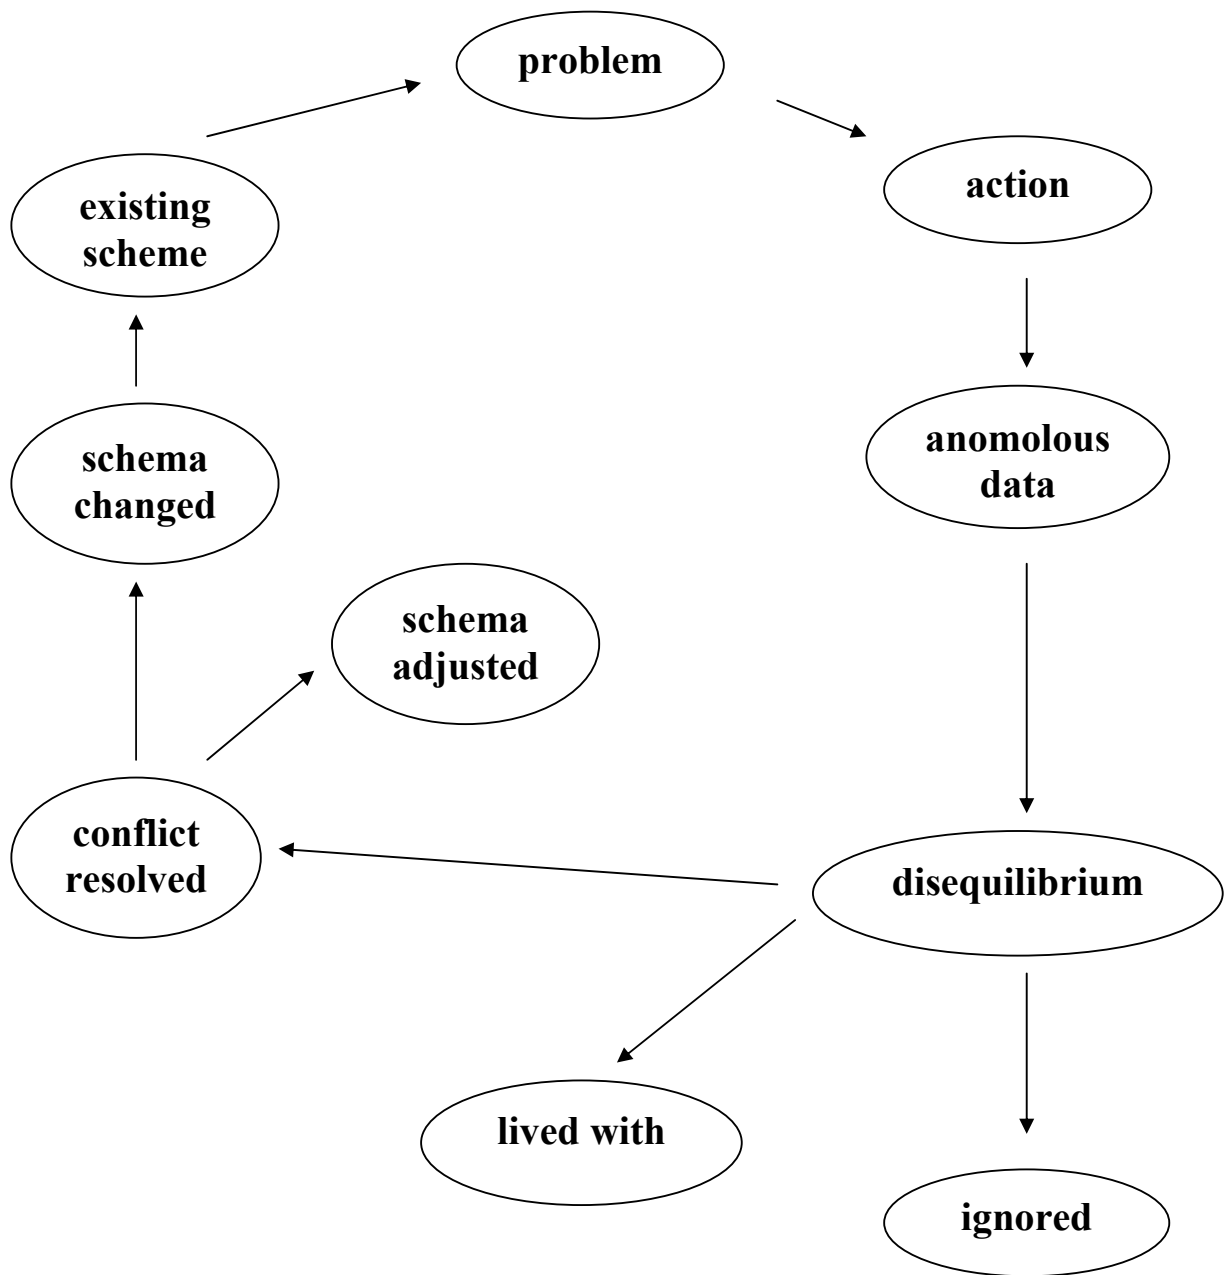 problem
action
existing
scheme
anomolous
data
schema
changed
schema
adjusted
conflict
resolved
disequilibrium
lived with
ignored